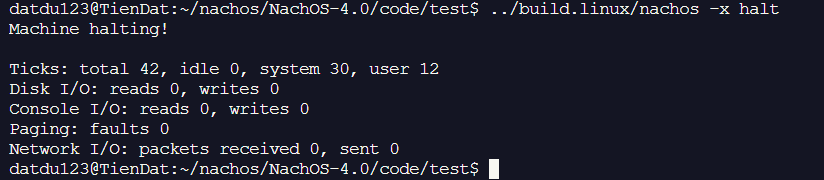 datdu123@TienDat:~/nachos/NachOS-4.0/code/test$ ../build.linux/nachos -x halt
Machine halting!
Ticks: total 42, idle 0, system 30, user 12
Disk I/O: reads 0, writes 0
Console I/O: reads 0, writes 0
Paging: faults 0
Network I/O: packets received 0, sent 0
datdu123@TienDat:~/nachos/NachOS-4.0/code/test$